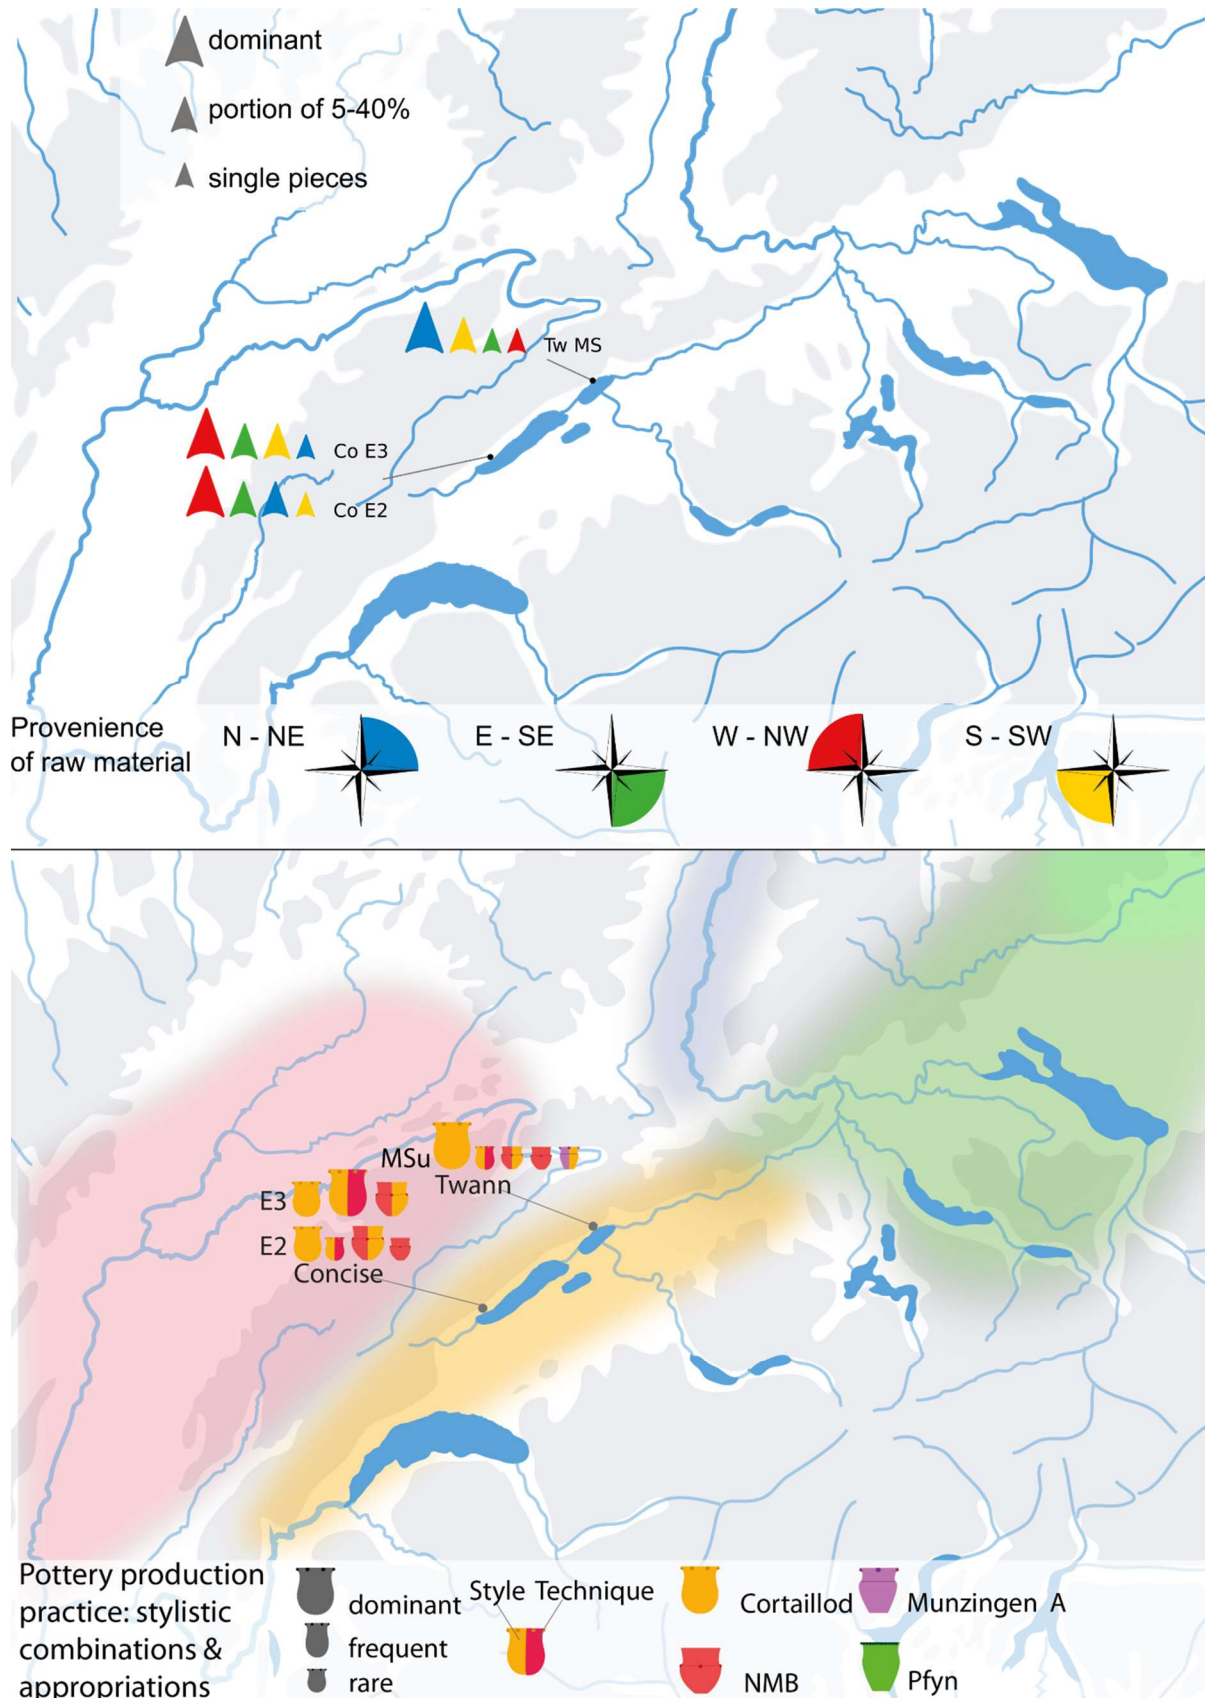 dominant
portion of 5-40%
single pieces
Tw MS
Co E3
Co E2
Provenience
of raw material
N - NE
E - SE
W - NW
S - SW
MSu
Twann
E3
E2
Concise
Pottery production
practice: stylistic
combinations &
appropriations
dominant
frequent
rare
Style Technique
Cortaillod
NMB
Munzingen A
Pfyn